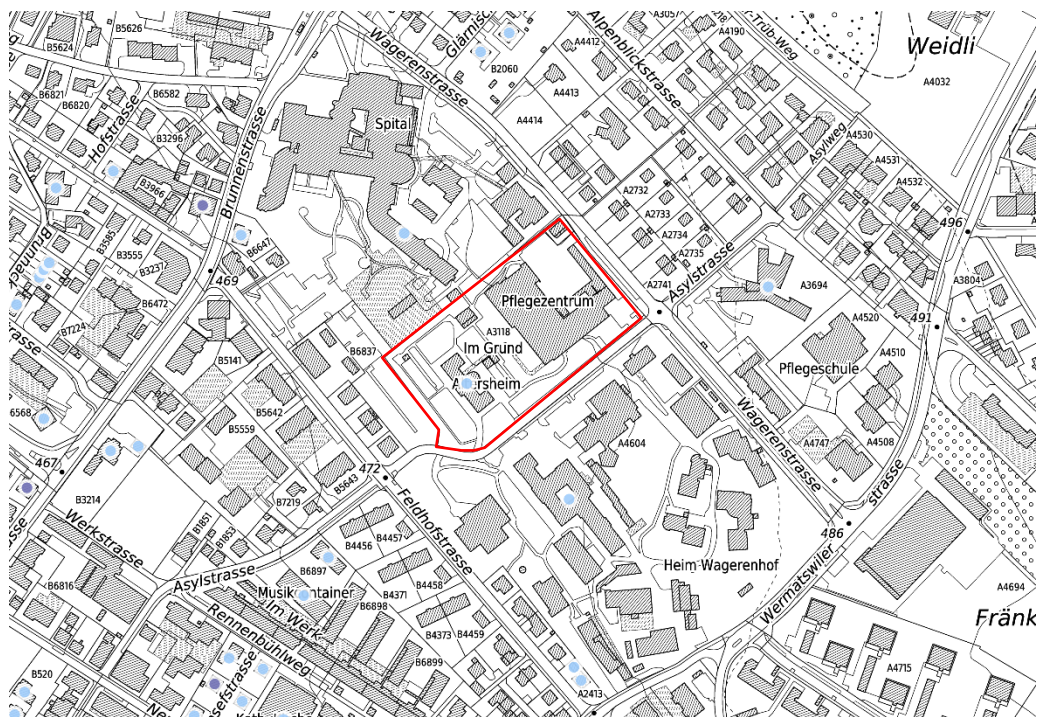 B5626
B5624
A3057
A4190
Trüb-Weg
Weidli
A4412
Glärnisc
B2060
Wagerenstrasse
Alpenblickstrasse
A4032
B6821
B6820
B6582
A4413
Hofstrasse
B3296
Spital
A4414
Asylweg
A4530
A4531
B3966
Brunnenstrasse
A2732
A4532
496
B3585
B3555
B3237
B6647
A2733
A2734
A2735
Asylstrasse
469
A2741
A3694
A3804
B6472
B7224
Pflegezentrum
A4520
491
A3118
Im Grund
B6837
B5141
Altersheim
Pflegeschule
A4510
B5642
6568
B5559
Wagerenstrasse
A4604
A4747
A4508
467
472
B5643
B3214
B7219
Feldhofstrasse
strasse
B1851
B1853
Werkstrasse
B4456
B4457
486
Asylstrasse
B6897
B4458
Heim Wagerenhof
B6816
Musikcontainer
B4371
B6898
Wermatswiler
A4694
Im Werk
Rennenbühlweg
B4373
B4459
Fränk
B6899
A4715
B520
A2413